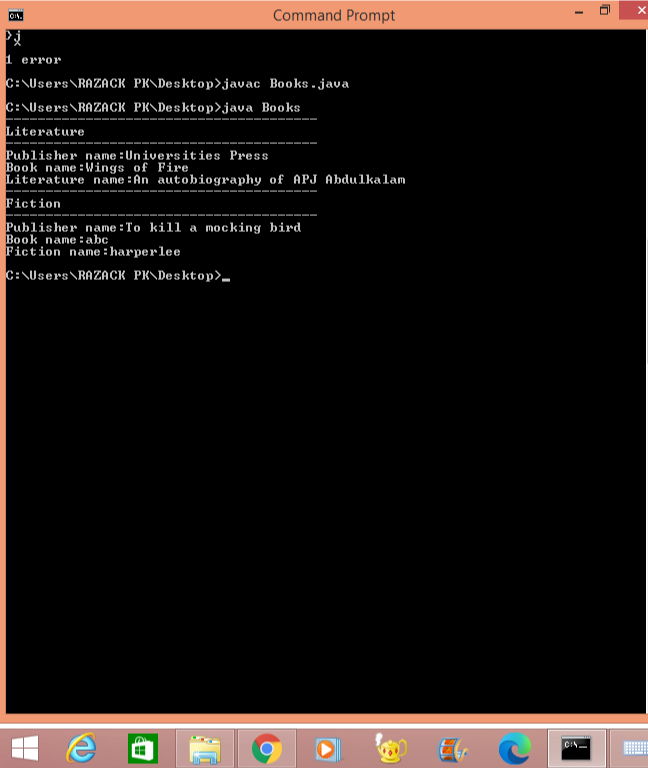 Command Prompt
>j
^
1 error
C:\Users\RAZACK PK\Desktop>javac Books.java
C:\Users\RAZACK PK\Desktop>java Books
---------------------------------------
Literature
---------------------------------------
Publisher name:Universities Press
Book name:Wings of Fire
Literature name:An autobiography of APJ Abdulkalam
---------------------------------------
Fiction
---------------------------------------
Publisher name:To kill a mocking bird
Book name:abc
Fiction name:harperlee
C:\Users\RAZACK PK\Desktop>_